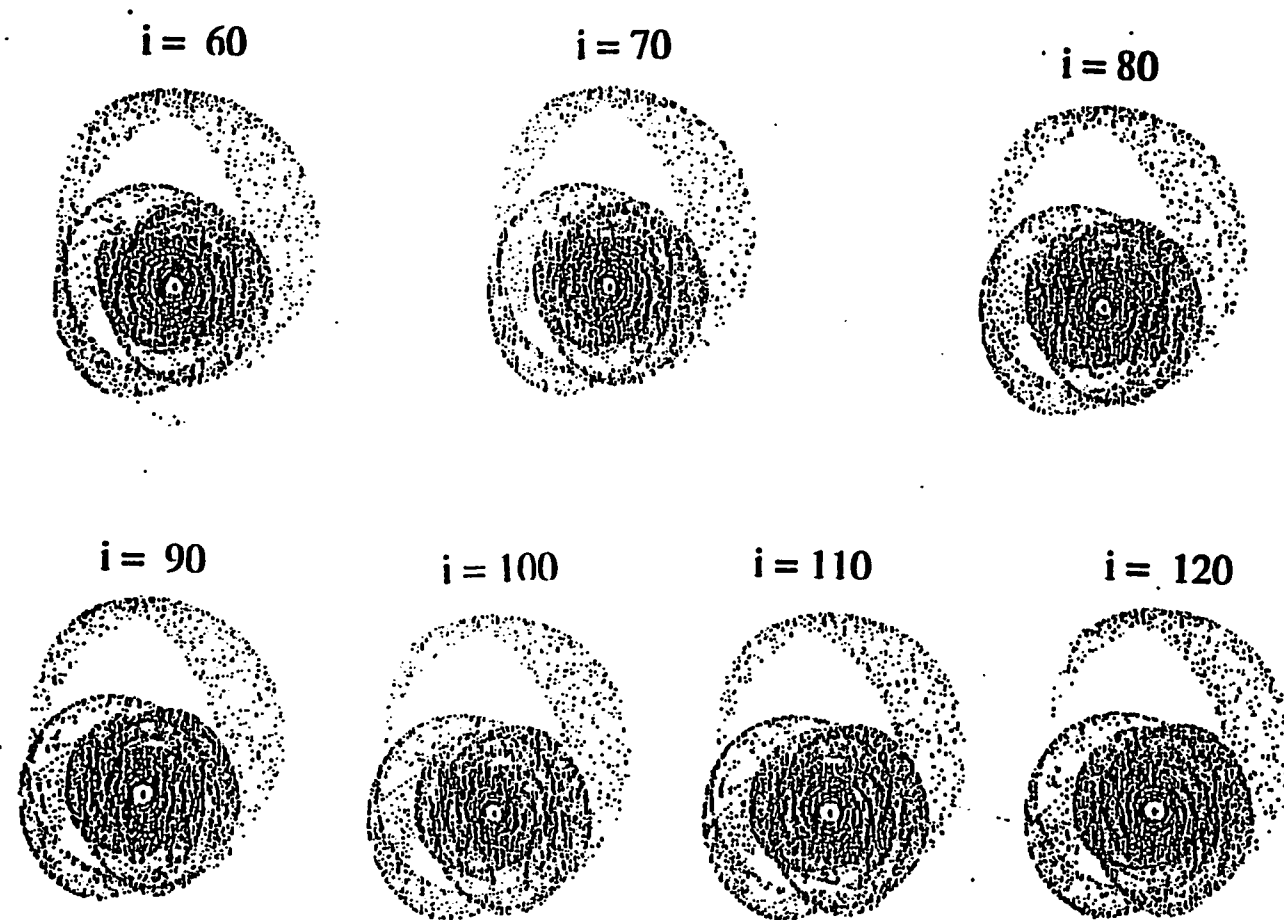 i = 60
i = 70
i = 80
i = 90
i = 100
i = 110
i = 120